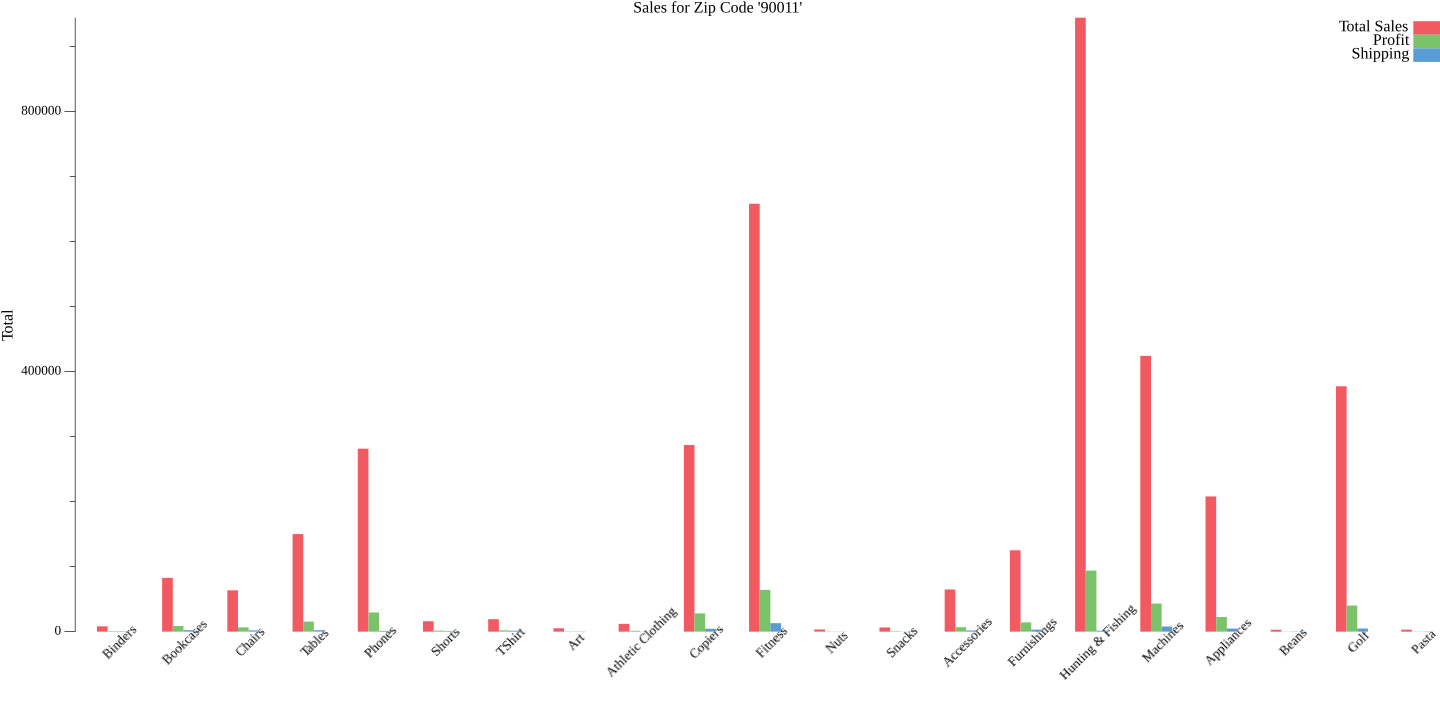 Sales for Zip Code '90011'
Total Sales
Profit
Shipping
800000
400000
0
Total
Binders
Bookcases
Chairs
Tables
Phones
Shorts
TShirt
Art
Athletic Clothing
Copiers
Fitness
Nuts
Snacks
Accessories
Furnishings
Hunting & Fishing
Machines
Appliances
Beans
Golf
Pasta